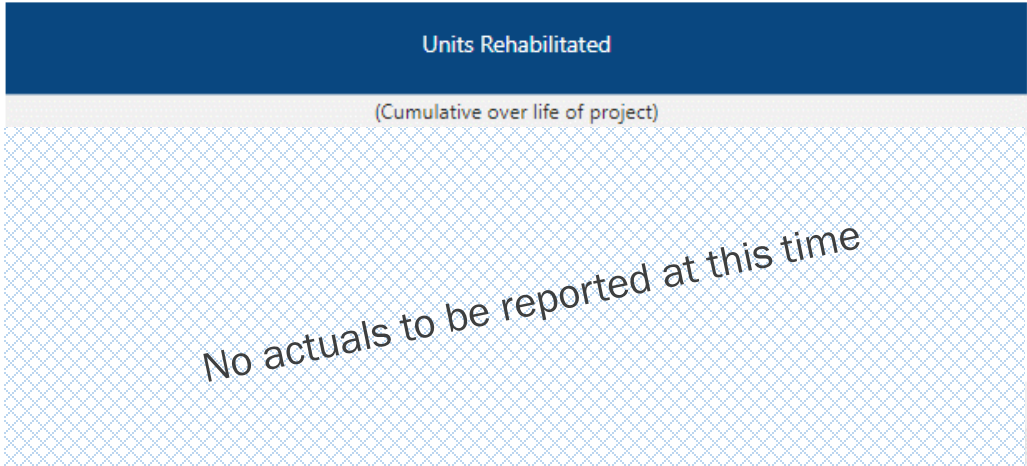 Units Rehabilitated
(Cumulative over life of project)
No actuals to be reported at this time